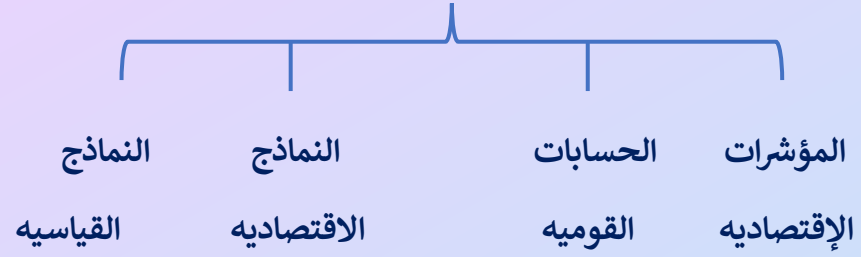 المؤشرات
الإقتصاديه
الحسابات
القوميه
النماذج
الاقتصاديه
النماذج
القياسيه